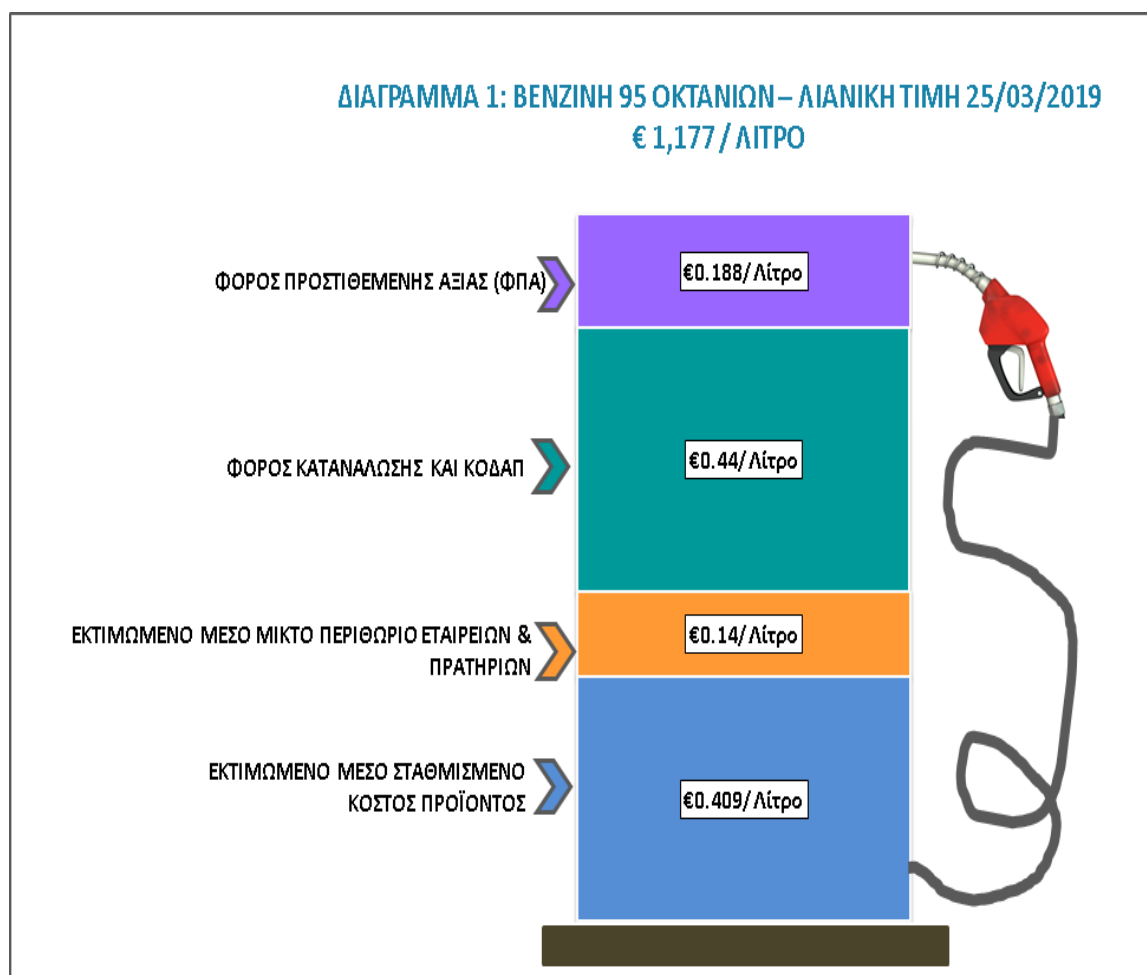 ΔΙΑΓΡΑΜΜΑ 1: ΒΕΝΖΙΝΗ 95 ΟΚΤΑΝΙΩΝ – ΛΙΑΝΙΚΗ ΤΙΜΗ 25/03/2019
€ 1,177 / ΛΙΤΡΟ
ΦΟΡΟΣ ΠΡΟΣΤΙΘΕΜΕΝΗΣ ΑΞΙΑΣ (ΦΠΑ)
€0.188/ Λίτρο
ΦΟΡΟΣ ΚΑΤΑΝΑΛΩΣΗΣ ΚΑΙ ΚΟΔΑΠ
€0.44/ Λίτρο
ΕΚΤΙΜΩΜΕΝΟ ΜΕΣΟ ΜΙΚΤΟ ΠΕΡΙΘΩΡΙΟ ΕΤΑΙΡΕΙΩΝ &
ΠΡΑΤΗΡΙΩΝ
€0.14/ Λίτρο
ΕΚΤΙΜΩΜΕΝΟ ΜΕΣΟ ΣΤΑΘΜΙΣΜΕΝΟ
ΚΟΣΤΟΣ ΠΡΟΪΟΝΤΟΣ
€0.409/ Λίτρο